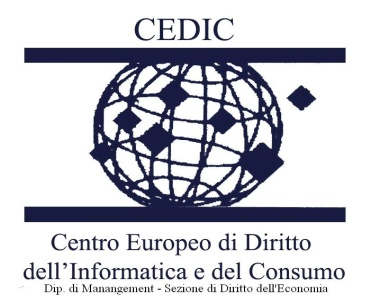 CEDIC
Centro Europeo di Diritto
dell'Informatica e del Consumo
Dip. di Manangement - Sezione di Diritto dell'Economia